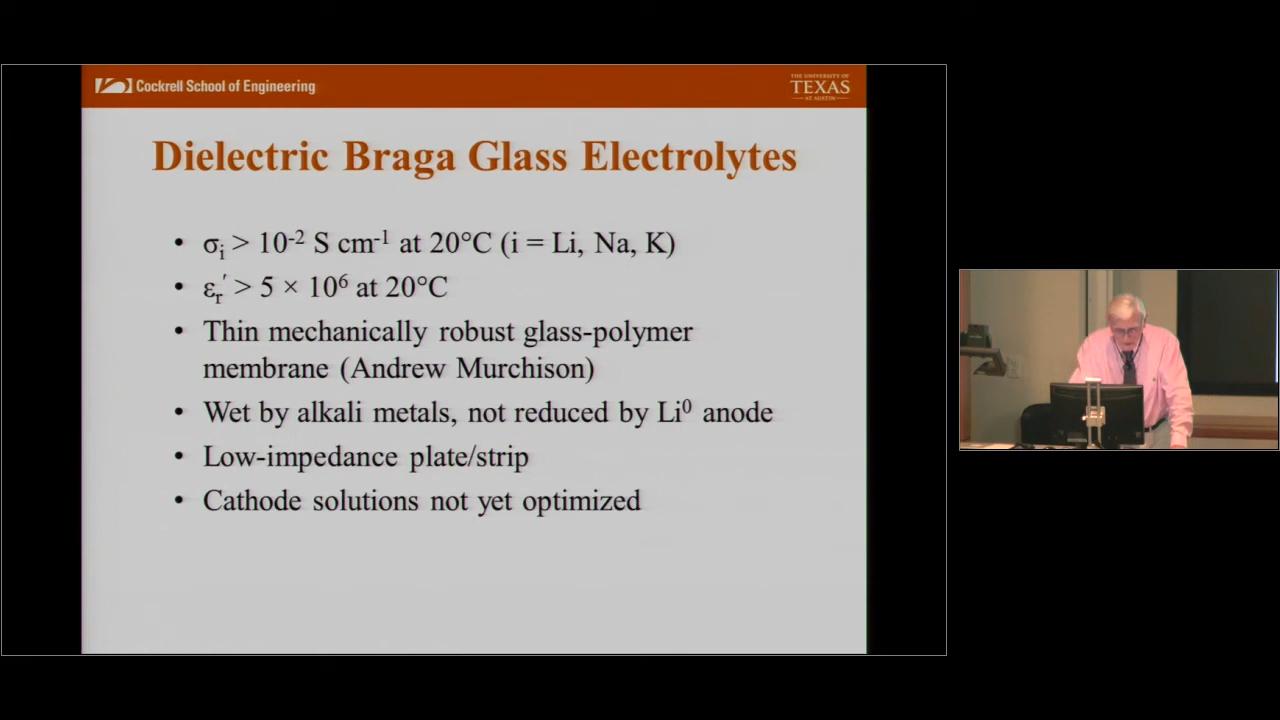 Cockrell School of Engineering
THE UNIVERSITY OF
TEXAS
AT AUSTIN
Dielectric Braga Glass Electrolytes
• σᵢ > 10⁻² S cm⁻¹ at 20°C (i = Li, Na, K)
• εᵣ′ > 5 × 10⁶ at 20°C
• Thin mechanically robust glass-polymer
membrane (Andrew Murchison)
• Wet by alkali metals, not reduced by Li⁰ anode
• Low-impedance plate/strip
• Cathode solutions not yet optimized